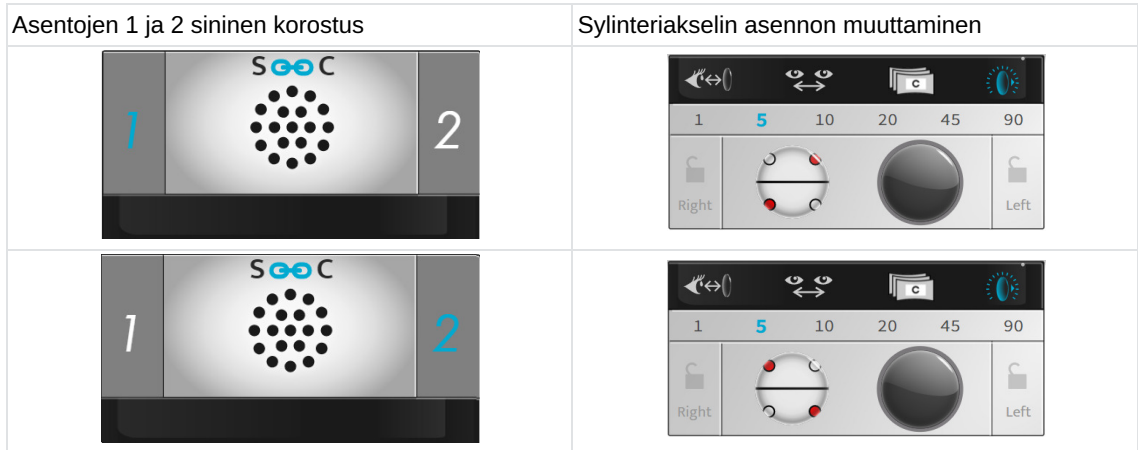 Asentojen 1 ja 2 sininen korostus
Sylinteriakselin asennon muuttaminen
S C
1
2
C
1 5 10 20 45 90
Right
Left
S C
1
2
C
1 5 10 20 45 90
Right
Left